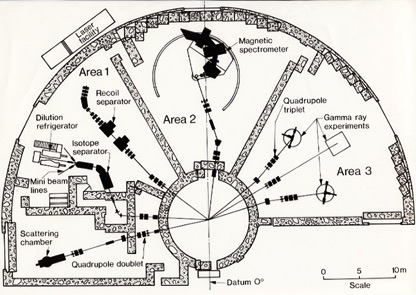 Laser
facility
Magnetic
spectrometer
Area 1
Recoil
separator
Area 2
Quadrupole
triplet
Dilution
refrigerator
Isotope
separator
Gamma ray
experiments
Mini beam
lines
Area 3
Scattering
chamber
Quadrupole doublet
Datum O°
0 5 10m
Scale